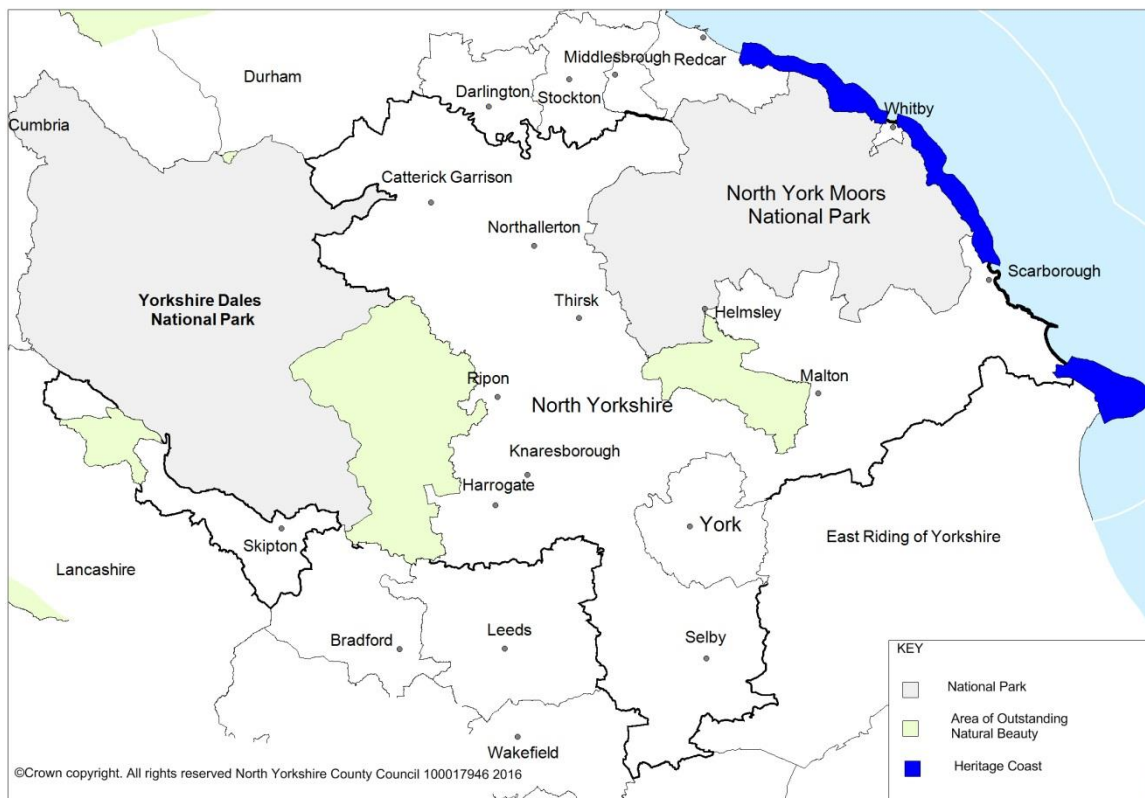 Durham
Middlesbrough
Redcar
Darlington
Stockton
Cumbria
Whitby
Catterick Garrison
North York Moors
National Park
Northallerton
Scarborough
Yorkshire Dales
National Park
Thirsk
Helmsley
Ripon
North Yorkshire
Malton
Knaresborough
Harrogate
York
East Riding of Yorkshire
Skipton
Lancashire
Bradford
Leeds
Selby
Wakefield
KEY
National Park
Area of Outstanding
Natural Beauty
Heritage Coast
©Crown copyright. All rights reserved North Yorkshire County Council 100017946 2016